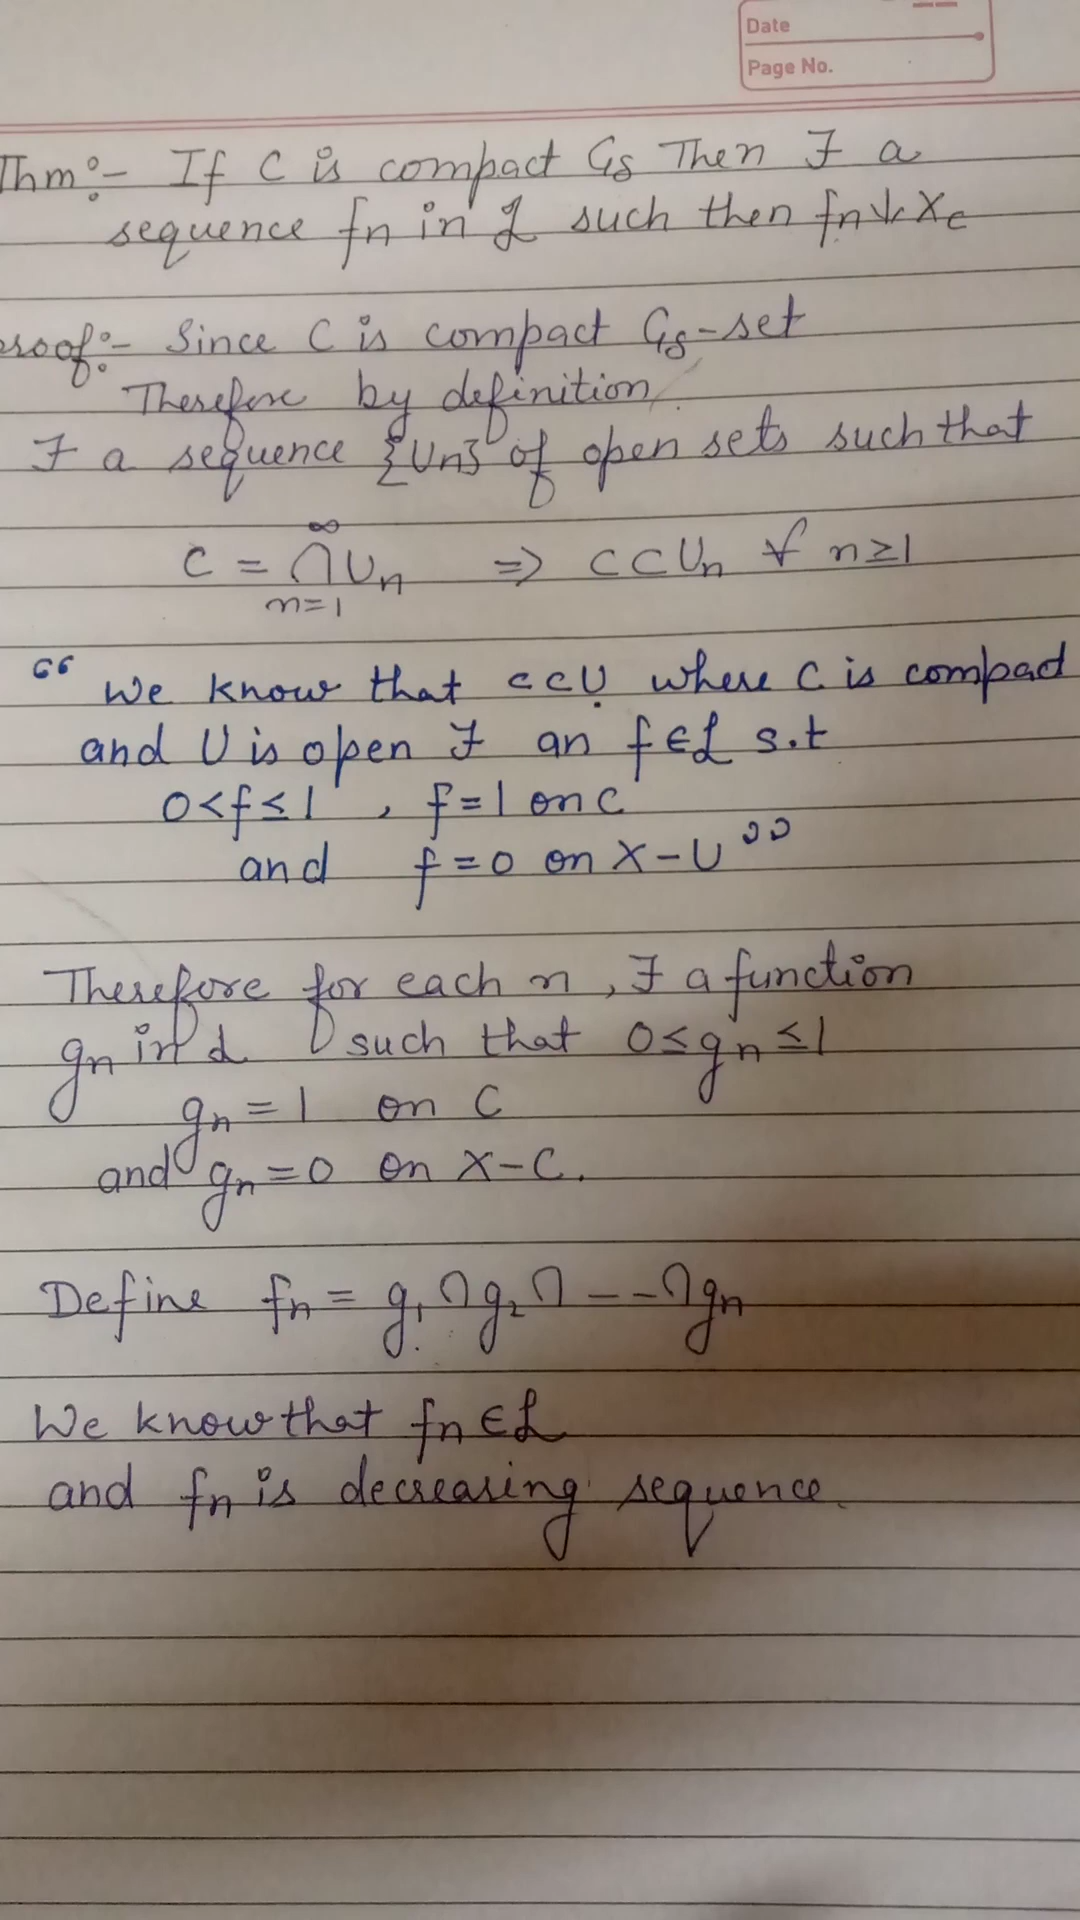 Date
Page No.
Thm:- If C is compact Gδ Then ∃ a
sequence fn in ℒ such then fn↓χc
proof:- Since C is compact Gδ-set
Therefore by definition
∃ a sequence {Un} of open sets such that
C = ∞∩n=1 Un ⇒ C⊂Un ∀ n≥1
“ We know that C⊂U where C is compact
and U is open ∃ an f∈ℒ s.t
0<f≤1 , f=1 on C
and f=0 on X-U ”
Therefore for each n, ∃ a function
gn in ℒ such that 0≤gn≤1
gn=1 on C
and gn=0 on X-C.
Define fn = g1∩g2∩---∩gn
We know that fn∈ℒ
and fn is decreasing sequence.